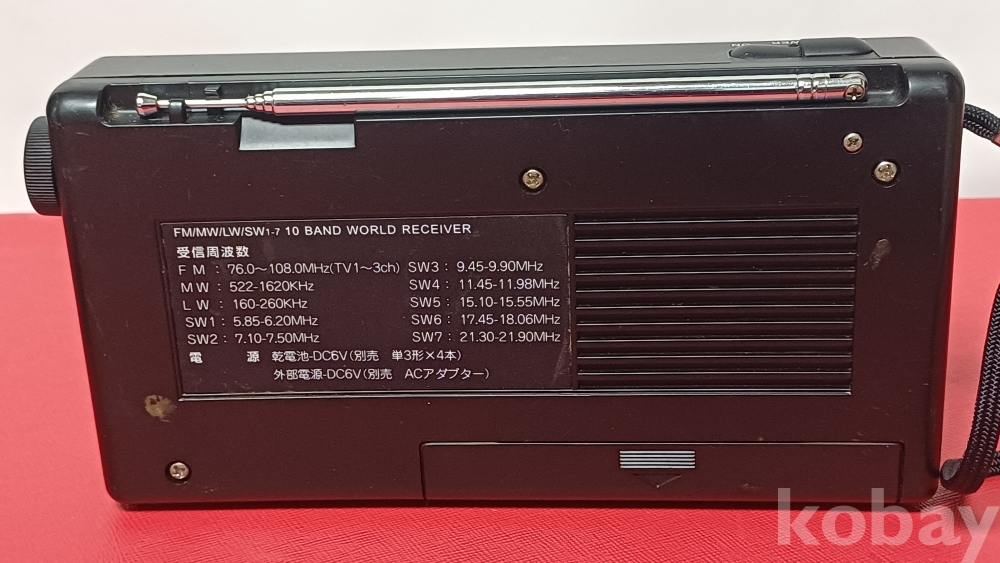 FM/MW/LW/SW1-7 10 BAND WORLD RECEIVER
受信周波数
FM : 76.0〜108.0MHz(TV1〜3ch) SW3 : 9.45-9.90MHz
MW : 522-1620KHz SW4 : 11.45-11.98MHz
LW : 160-260KHz SW5 : 15.10-15.55MHz
SW1 : 5.85-6.20MHz SW6 : 17.45-18.06MHz
SW2 : 7.10-7.50MHz SW7 : 21.30-21.90MHz
電 源 乾電池-DC6V(別売 単3形×4本)
外部電源-DC6V(別売 ACアダプター)
kobay